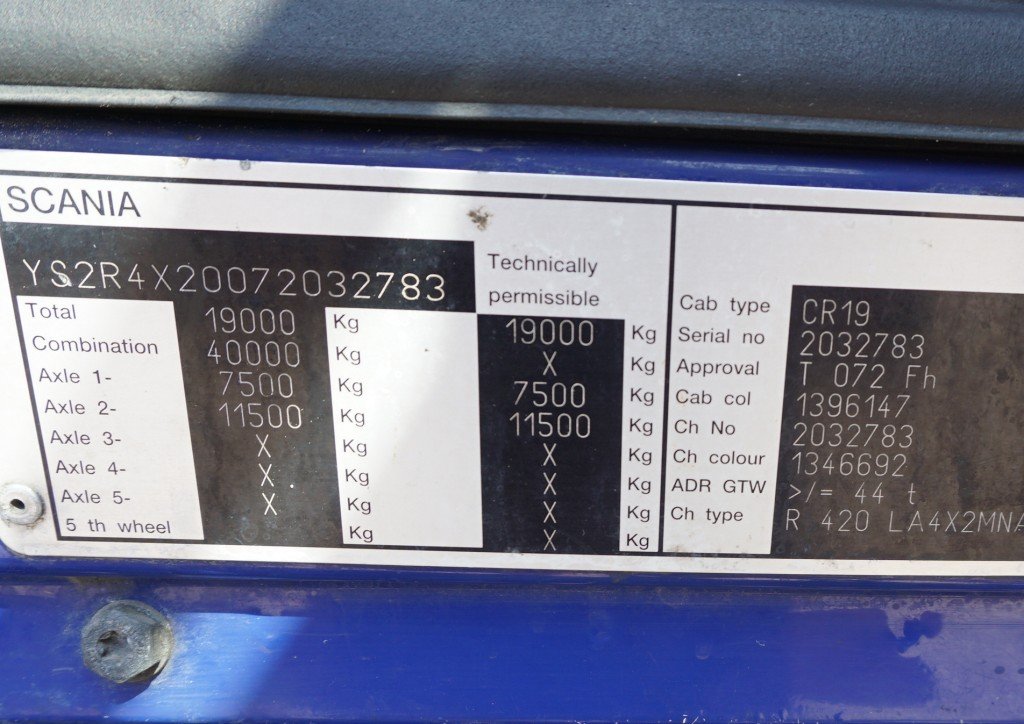 SCANIA
YS2R4X20072032783
Technically
permissible
Total 19000 Kg 19000 Kg
Combination 40000 Kg X Kg
Axle 1- 7500 Kg 7500 Kg
Axle 2- 11500 Kg 11500 Kg
Axle 3- X Kg X Kg
Axle 4- X Kg X Kg
Axle 5- X Kg X Kg
5 th wheel Kg X Kg
Cab type CR19
Serial no 2032783
Approval T 072 Fh
Cab col 1396147
Ch No 2032783
Ch colour 1346692
ADR GTW >/= 44 t
Ch type R 420 LA4X2MNA